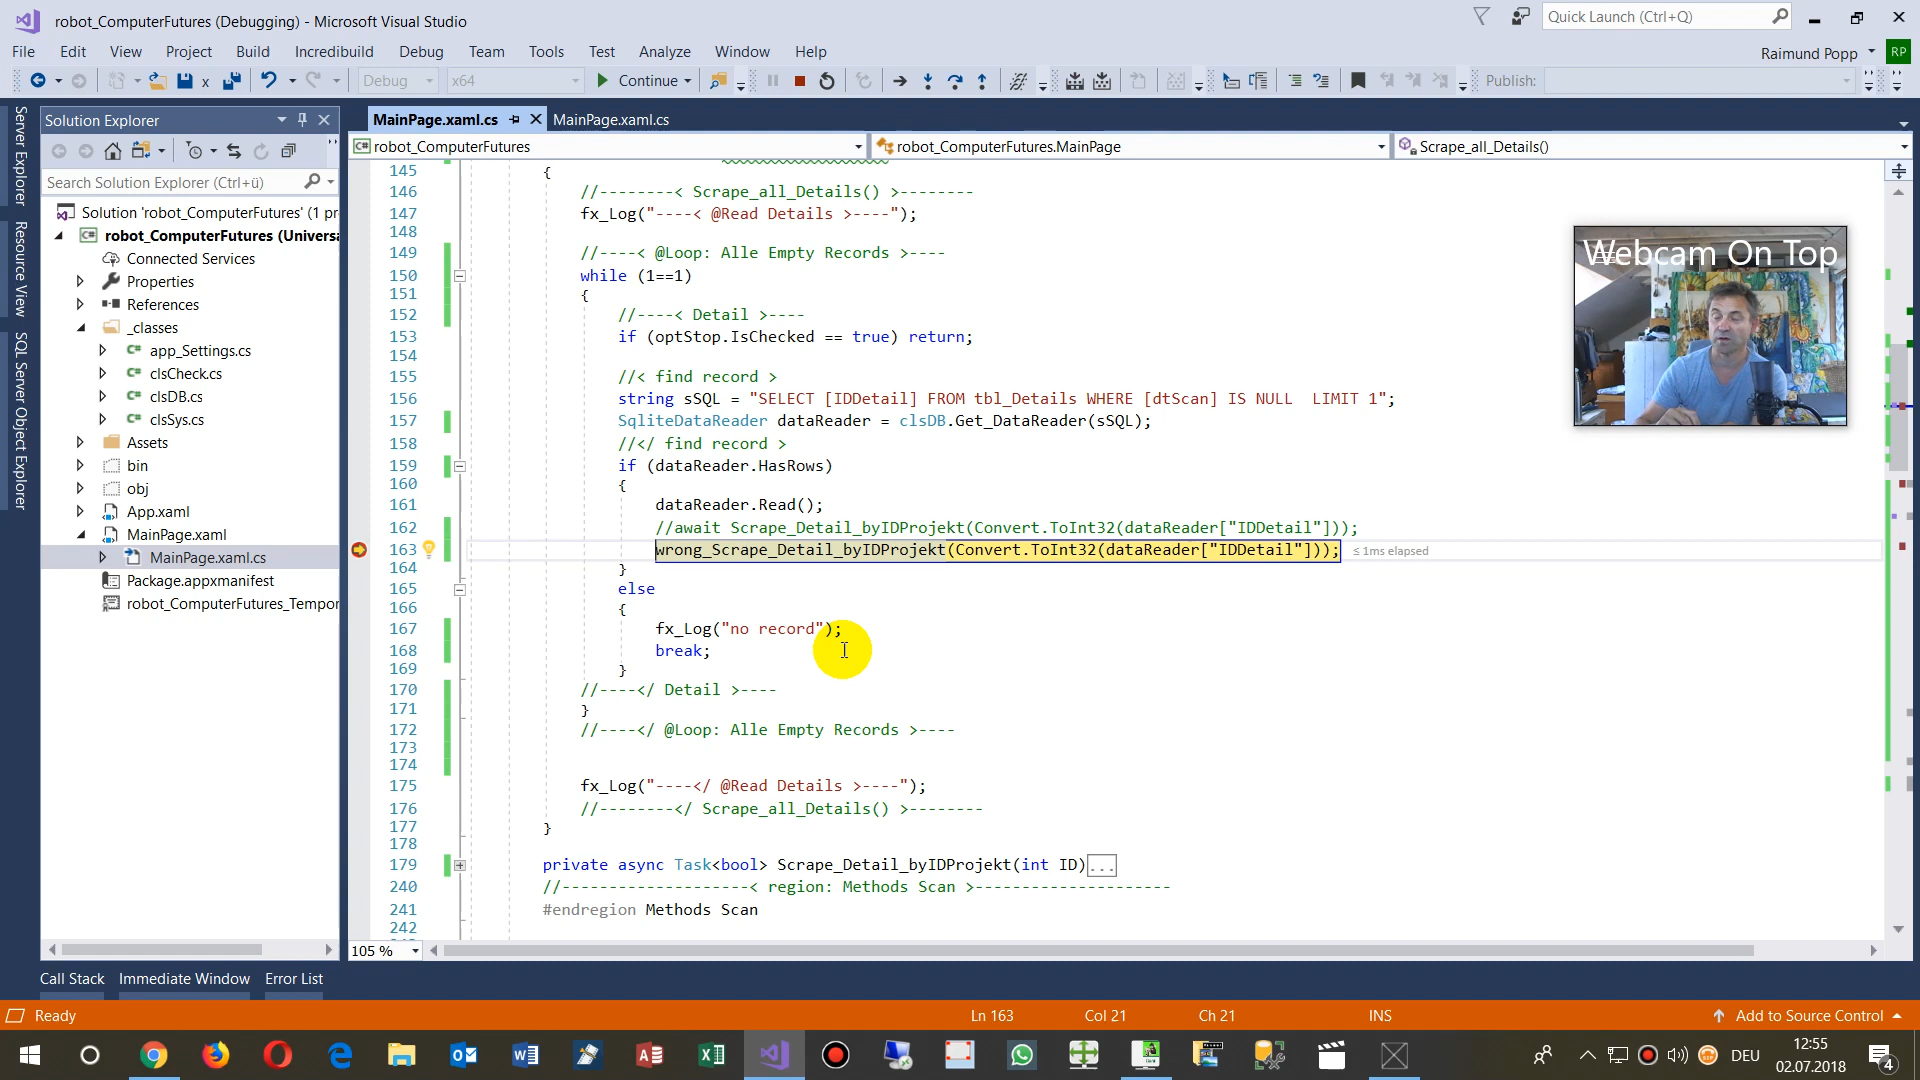 robot_ComputerFutures (Debugging) - Microsoft Visual Studio
Quick Launch (Ctrl+Q)
File Edit View Project Build Incredibuild Debug Team Tools Test Analyze Window Help
Raimund Popp RP
x Debug x64 Continue Publish:
Server Explorer
Resource View
SQL Server Object Explorer
Solution Explorer
Search Solution Explorer (Ctrl+ü)
Solution 'robot_ComputerFutures' (1 pr
robot_ComputerFutures (Universa
Connected Services
Properties
References
_classes
app_Settings.cs
clsCheck.cs
clsDB.cs
clsSys.cs
Assets
bin
obj
App.xaml
MainPage.xaml
MainPage.xaml.cs
Package.appxmanifest
robot_ComputerFutures_Tempor
MainPage.xaml.cs MainPage.xaml.cs
robot_ComputerFutures robot_ComputerFutures.MainPage Scrape_all_Details()
145 {
146 //--------< Scrape_all_Details() >--------
147 fx_Log("----< @Read Details >----");
148
149 //----< @Loop: Alle Empty Records >----
150 while (1==1)
151 {
152 //----< Detail >----
153 if (optStop.IsChecked == true) return;
154
155 //< find record >
156 string sSQL = "SELECT [IDDetail] FROM tbl_Details WHERE [dtScan] IS NULL  LIMIT 1";
157 SqliteDataReader dataReader = clsDB.Get_DataReader(sSQL);
158 //</ find record >
159 if (dataReader.HasRows)
160 {
161 dataReader.Read();
162 //await Scrape_Detail_byIDProjekt(Convert.ToInt32(dataReader["IDDetail"]));
163 wrong_Scrape_Detail_byIDProjekt(Convert.ToInt32(dataReader["IDDetail"])); ≤ 1ms elapsed
164 }
165 else
166 {
167 fx_Log("no record");
168 break;
169 }
170 //----</ Detail >----
171 }
172 //----</ @Loop: Alle Empty Records >----
173
174
175 fx_Log("----</ @Read Details >----");
176 //--------</ Scrape_all_Details() >--------
177 }
178
179 private async Task<bool> Scrape_Detail_byIDProjekt(int ID)...
240 //--------------------< region: Methods Scan >---------------------
241 #endregion Methods Scan
242
Webcam On Top
105 %
Call Stack Immediate Window Error List
Ready Ln 163 Col 21 Ch 21 INS Add to Source Control
DEU
12:55
02.07.2018
4